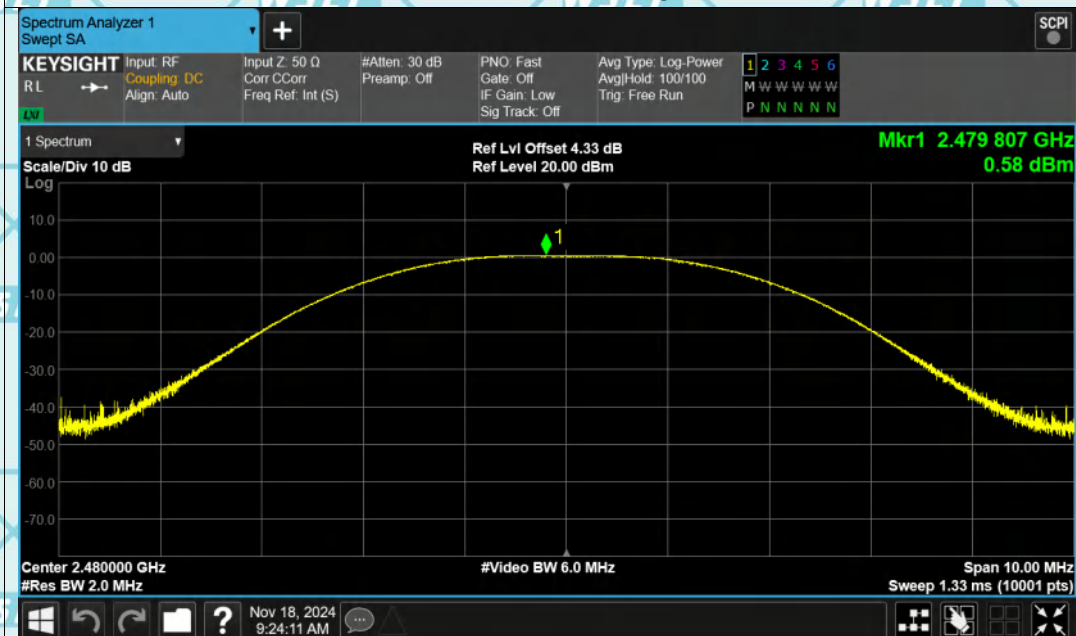 Spectrum Analyzer 1
Swept SA
+
SCPI
KEYSIGHT
RL
LXI
Input: RF
Coupling: DC
Align: Auto
Input Z: 50 Ω
Corr CCorr
Freq Ref: Int (S)
#Atten: 30 dB
Preamp: Off
PNO: Fast
Gate: Off
IF Gain: Low
Sig Track: Off
Avg Type: Log-Power
Avg|Hold: 100/100
Trig: Free Run
1 2 3 4 5 6
M W W W W W
P N N N N N
1 Spectrum
Scale/Div 10 dB
Log
Ref Lvl Offset 4.33 dB
Ref Level 20.00 dBm
Mkr1 2.479 807 GHz
0.58 dBm
10.0
0.00
-10.0
-20.0
-30.0
-40.0
-50.0
-60.0
-70.0
1
Center 2.480000 GHz
#Res BW 2.0 MHz
#Video BW 6.0 MHz
Span 10.00 MHz
Sweep 1.33 ms (10001 pts)
?
Nov 18, 2024
9:24:11 AM